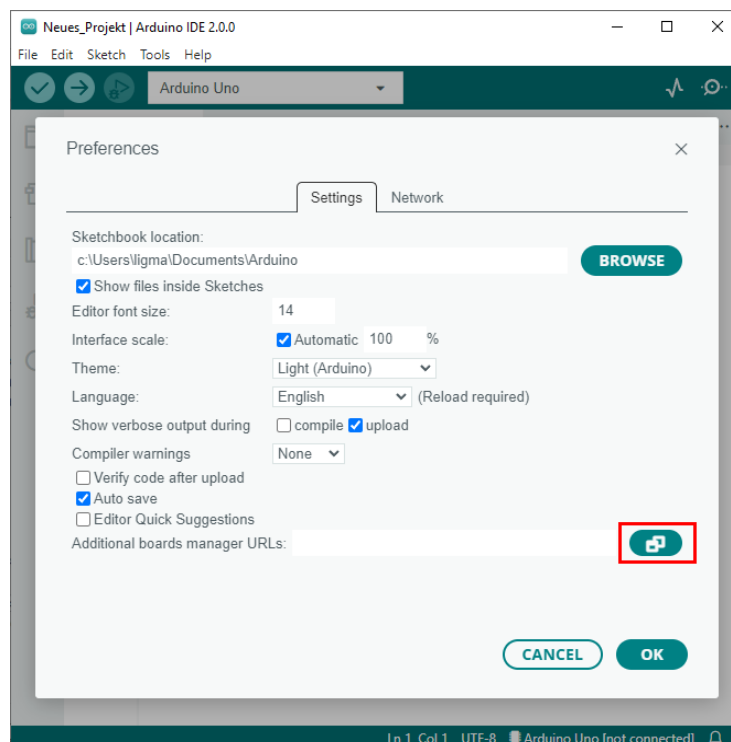 Neues_Projekt | Arduino IDE 2.0.0
File Edit Sketch Tools Help
Arduino Uno
Preferences
Settings Network
Sketchbook location:
c:\Users\ligma\Documents\Arduino
BROWSE
Show files inside Sketches
Editor font size: 14
Interface scale: Automatic 100 %
Theme: Light (Arduino)
Language: English (Reload required)
Show verbose output during compile upload
Compiler warnings None
Verify code after upload
Auto save
Editor Quick Suggestions
Additional boards manager URLs:
CANCEL OK
Ln 1, Col 1 UTF-8 Arduino Uno [not connected]